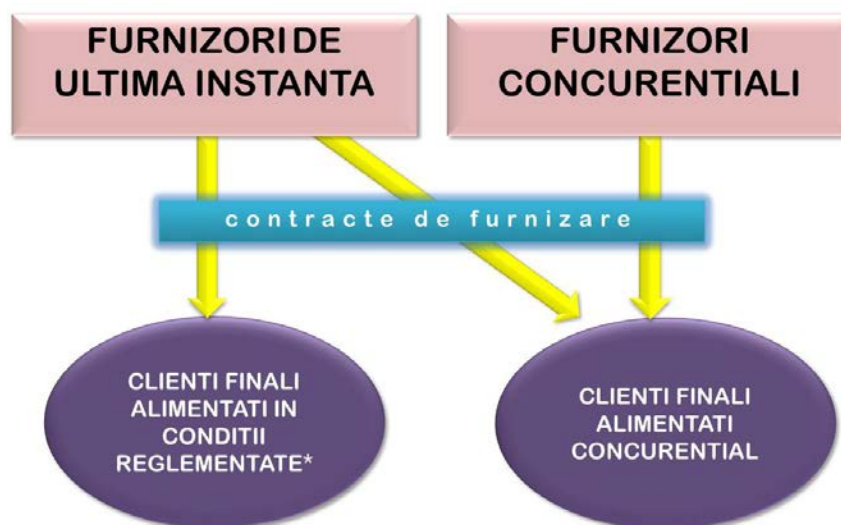 FURNIZORI DE
ULTIMA INSTANTA
FURNIZORI
CONCURENTIALI
contracte de furnizare
CLIENTI FINALI
ALIMENTATI IN
CONDITII
REGLEMENTATE*
CLIENTI FINALI
ALIMENTATI
CONCURENTIAL